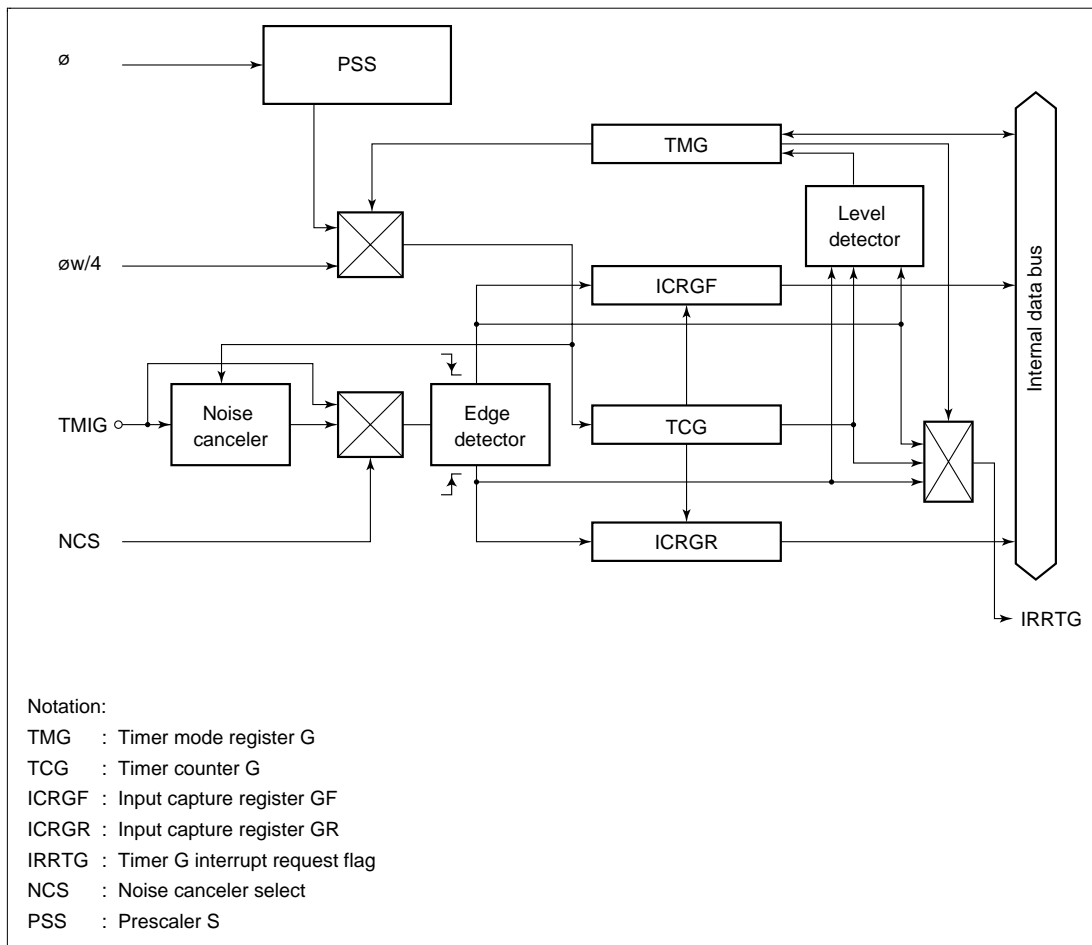 ø
PSS
TMG
Level
detector
øw/4
ICRGF
Internal data bus
TMIG
Noise
canceler
Edge
detector
TCG
NCS
ICRGR
IRRTG
Notation:
TMG : Timer mode register G
TCG : Timer counter G
ICRGF : Input capture register GF
ICRGR : Input capture register GR
IRRTG : Timer G interrupt request flag
NCS : Noise canceler select
PSS : Prescaler S